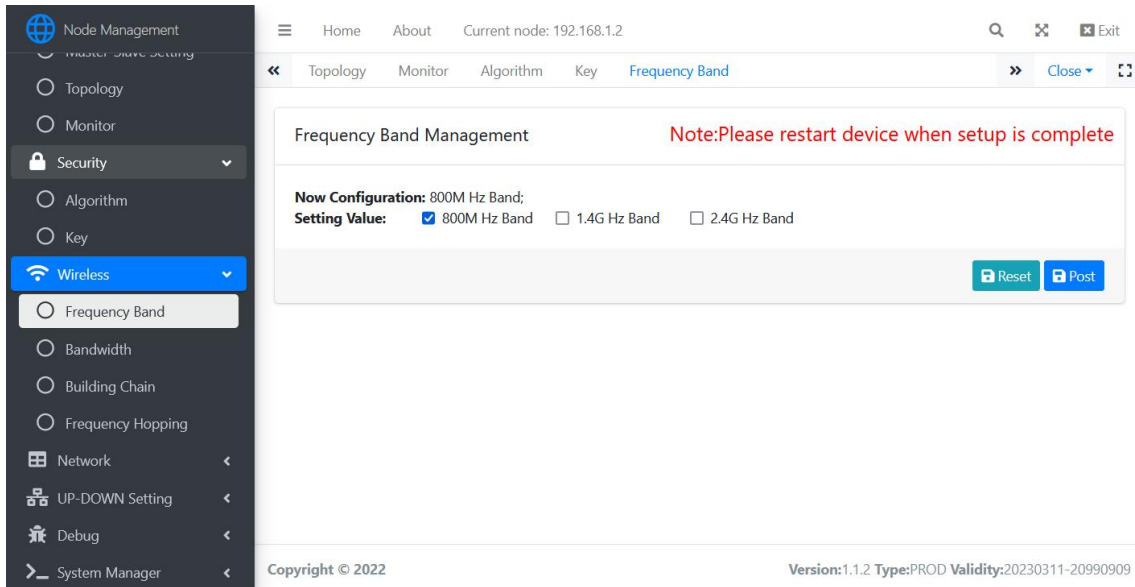 Node Management
Home About Current node: 192.168.1.2 Exit
Topology Monitor Algorithm Key Frequency Band Close
Master Slave Setting
Topology
Monitor
Security
Algorithm
Key
Wireless
Frequency Band
Bandwidth
Building Chain
Frequency Hopping
Network
UP-DOWN Setting
Debug
System Manager
Frequency Band Management Note:Please restart device when setup is complete
Now Configuration: 800M Hz Band;
Setting Value: 800M Hz Band 1.4G Hz Band 2.4G Hz Band
Reset Post
Copyright © 2022 Version:1.1.2 Type:PROD Validity:20230311-20990909